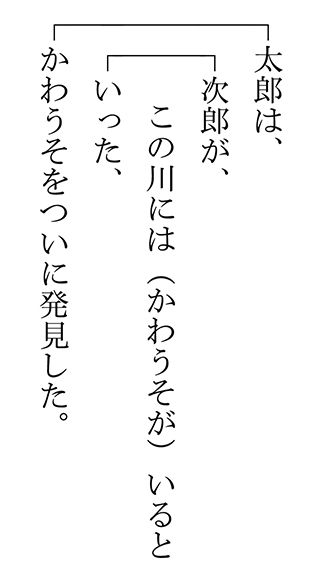 太郎は、
次郎が、
この川には（かわうそが）いると
いった、
かわうそをついに発見した。